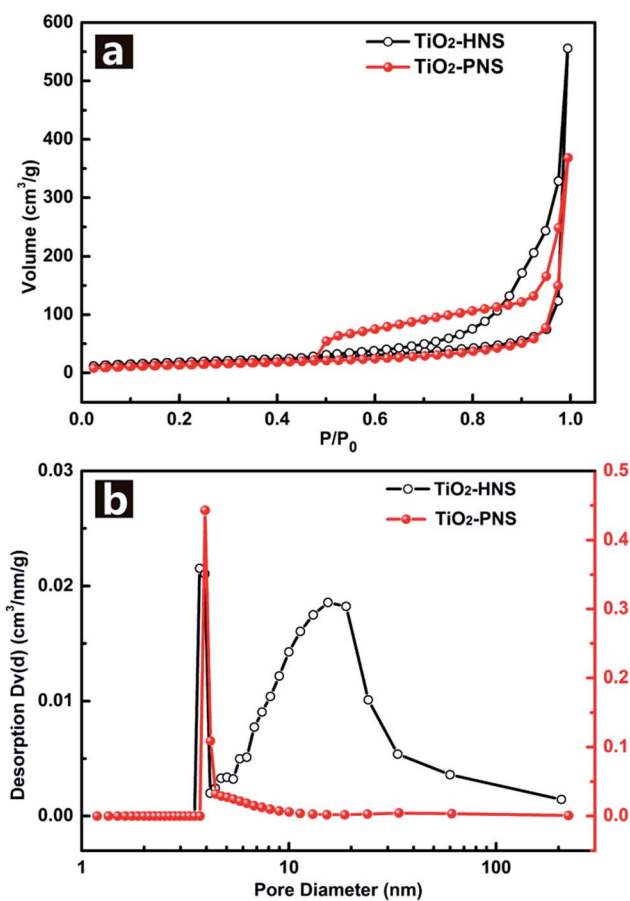 a
TiO2-HNS
TiO2-PNS
600
500
400
300
200
100
0
Volume (cm³/g)
0.0 0.2 0.4 0.6 0.8 1.0
P/P₀
b
TiO2-HNS
TiO2-PNS
0.03
0.02
0.01
0.00
Desorption Dv(d) (cm³/nm/g)
0.5
0.4
0.3
0.2
0.1
0.0
1 10 100
Pore Diameter (nm)